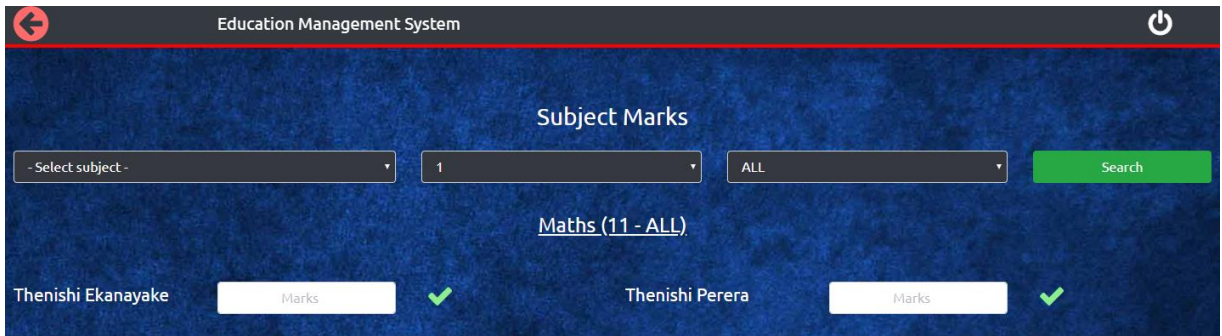 Education Management System
Subject Marks
- Select subject - 1 ALL Search
Maths (11 - ALL)
Thenishi Ekanayake Marks Thenishi Perera Marks